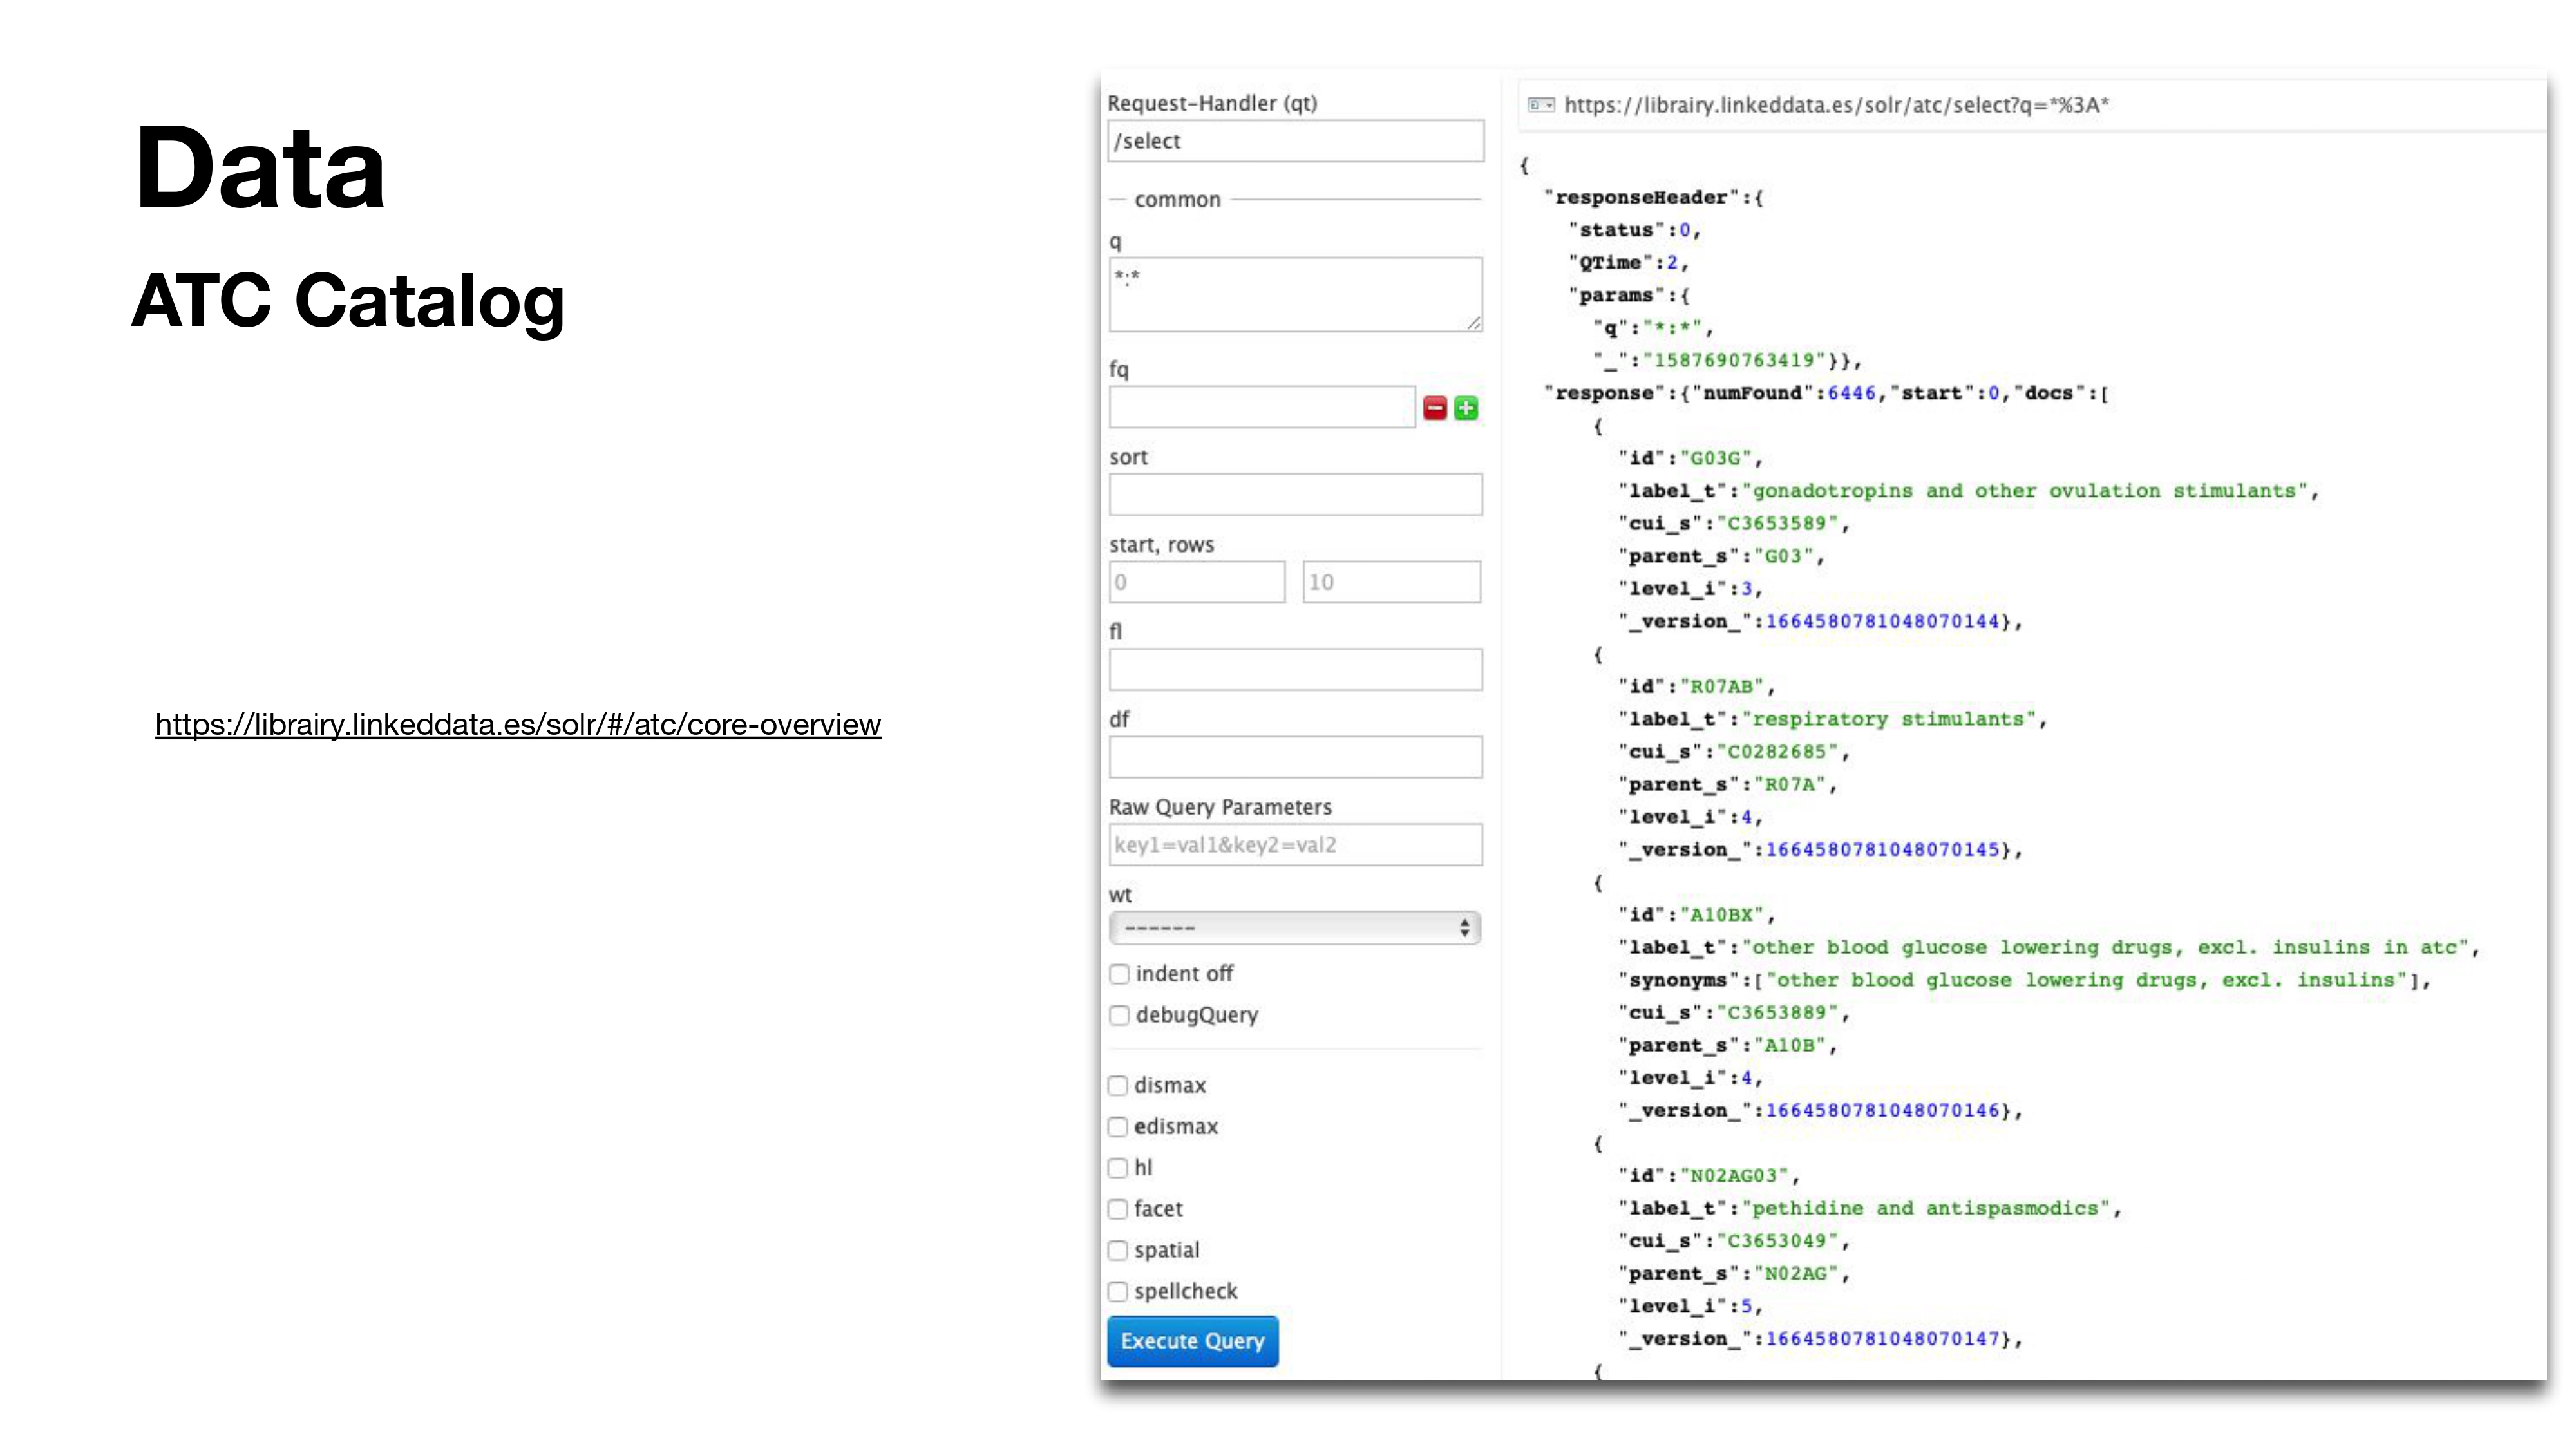 Data
ATC Catalog
https://librairy.linkeddata.es/solr/#/atc/core-overview
Request-Handler (qt)
/select
common
q
*:*
fq
sort
start, rows
0 10
fl
df
Raw Query Parameters
key1=val1&key2=val2
wt
------
indent off
debugQuery
dismax
edismax
hl
facet
spatial
spellcheck
Execute Query
https://librairy.linkeddata.es/solr/atc/select?q=*%3A*
{
"responseHeader":{
"status":0,
"QTime":2,
"params":{
"q":"*:*",
"_":"1587690763419"}},
"response":{"numFound":6446,"start":0,"docs":[
{
"id":"G03G",
"label_t":"gonadotropins and other ovulation stimulants",
"cui_s":"C3653589",
"parent_s":"G03",
"level_i":3,
"_version_":1664580781048070144},
{
"id":"R07AB",
"label_t":"respiratory stimulants",
"cui_s":"C0282685",
"parent_s":"R07A",
"level_i":4,
"_version_":1664580781048070145},
{
"id":"A10BX",
"label_t":"other blood glucose lowering drugs, excl. insulins in atc",
"synonyms":["other blood glucose lowering drugs, excl. insulins"],
"cui_s":"C3653889",
"parent_s":"A10B",
"level_i":4,
"_version_":1664580781048070146},
{
"id":"N02AG03",
"label_t":"pethidine and antispasmodics",
"cui_s":"C3653049",
"parent_s":"N02AG",
"level_i":5,
"_version_":1664580781048070147},
{